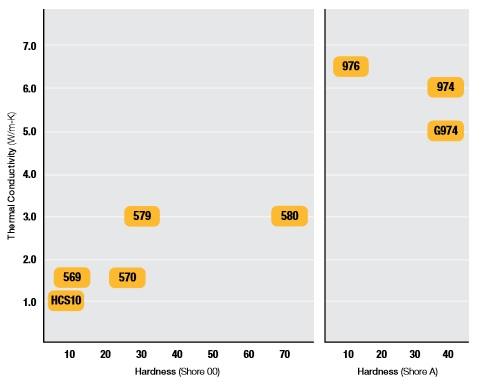 7.0
6.0
5.0
4.0
3.0
2.0
1.0
Thermal Conductivity (W/m-K)
976
974
G974
579
580
569
570
HCS10
10 20 30 40 50 60 70
Hardness (Shore 00)
10 20 30 40
Hardness (Shore A)